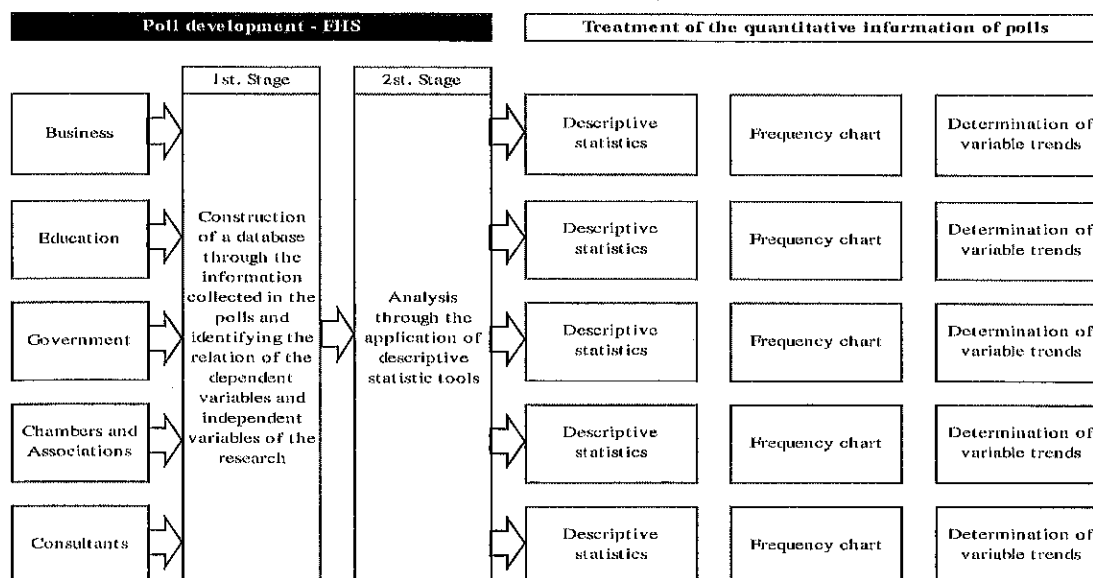 Poll development - EHS
Treatment of the quantitative information of polls
1st. Stage
2st. Stage
Business
Education
Government
Chambers and
Associations
Consultants
Construction
of a database
through the
information
collected in the
polls and
identifying the
relation of the
dependent
variables and
independent
variables of the
research
Analysis
through the
application of
descriptive
statistic tools
Descriptive
statistics
Frequency chart
Determination of
variable trends
Descriptive
statistics
Frequency chart
Determination of
variable trends
Descriptive
statistics
Frequency chart
Determination of
variable trends
Descriptive
statistics
Frequency chart
Determination of
variable trends
Descriptive
statistics
Frequency chart
Determination of
variable trends